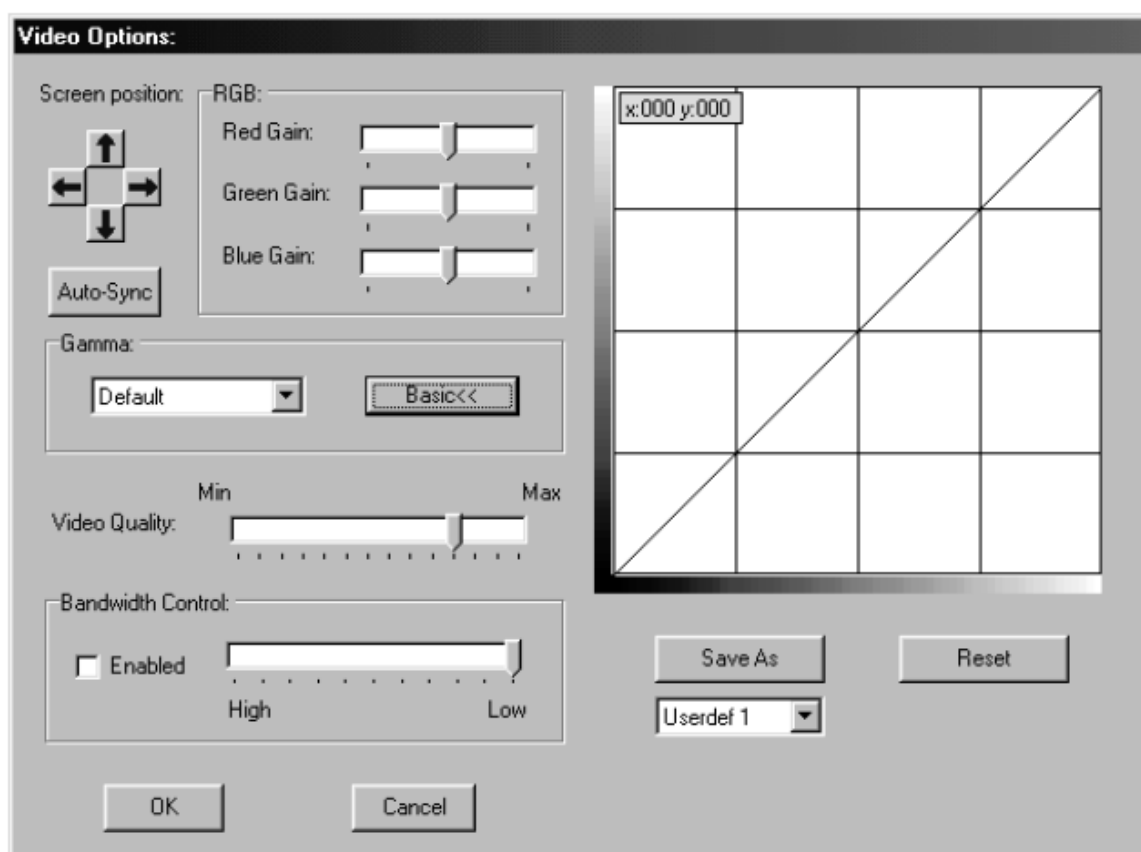 Video Options:
Screen position:
Auto-Sync
RGB:
Red Gain:
Green Gain:
Blue Gain:
Gamma:
Default
Basic<<
Min
Max
Video Quality:
Bandwidth Control:
Enabled
High
Low
OK
Cancel
x:000 y:000
Save As
Reset
Userdef 1